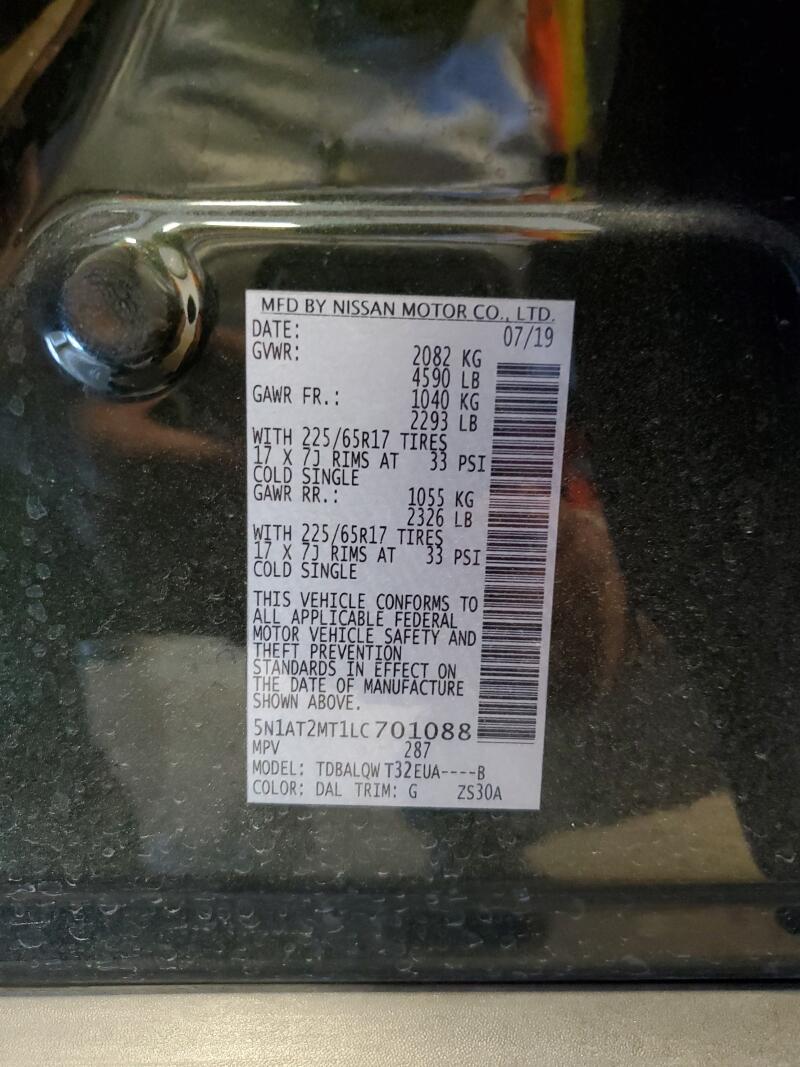 MFD BY NISSAN MOTOR CO., LTD.
DATE: 07/19
GVWR: 2082 KG
4590 LB
GAWR FR.: 1040 KG
2293 LB
WITH 225/65R17 TIRES
17 X 7J RIMS AT 33 PSI
COLD SINGLE
GAWR RR.: 1055 KG
2326 LB
WITH 225/65R17 TIRES
17 X 7J RIMS AT 33 PSI
COLD SINGLE
THIS VEHICLE CONFORMS TO
ALL APPLICABLE FEDERAL
MOTOR VEHICLE SAFETY AND
THEFT PREVENTION
STANDARDS IN EFFECT ON
THE DATE OF MANUFACTURE
SHOWN ABOVE.
5N1AT2MT1LC701088
MPV 287
MODEL: TDBALQW T32EUA----B
COLOR: DAL TRIM: G ZS30A